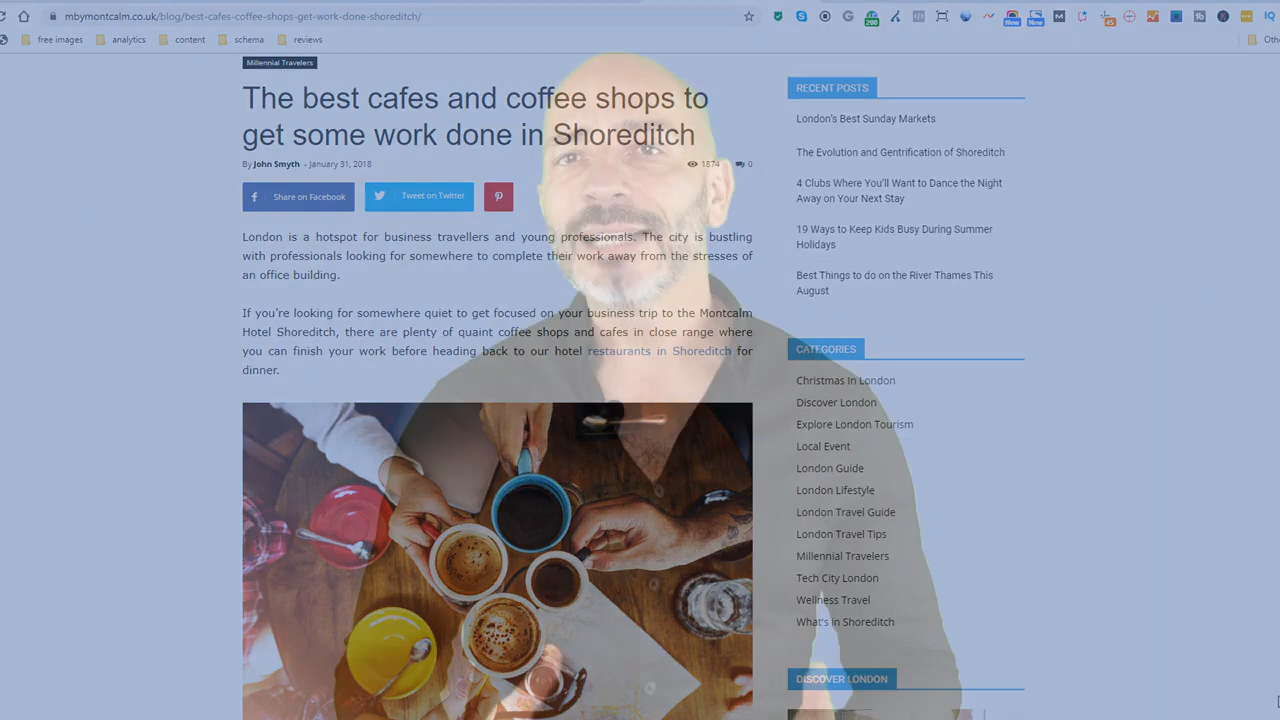 mbymontcalm.co.uk/blog/best-cafes-coffee-shops-get-work-done-shoreditch/
200
New
New
45
free images
analytics
content
schema
reviews
Millennial Travelers
The best cafes and coffee shops to
get some work done in Shoreditch
By John Smyth - January 31, 2018
1874
0
Share on Facebook
Tweet on Twitter
London is a hotspot for business travellers and young professionals. The city is bustling
with professionals looking for somewhere to complete their work away from the stresses of
an office building.
If you're looking for somewhere quiet to get focused on your business trip to the Montcalm
Hotel Shoreditch, there are plenty of quaint coffee shops and cafes in close range where
you can finish your work before heading back to our hotel restaurants in Shoreditch for
dinner.
RECENT POSTS
London's Best Sunday Markets
The Evolution and Gentrification of Shoreditch
4 Clubs Where You'll Want to Dance the Night
Away on Your Next Stay
19 Ways to Keep Kids Busy During Summer
Holidays
Best Things to do on the River Thames This
August
CATEGORIES
Christmas In London
Discover London
Explore London Tourism
Local Event
London Guide
London Lifestyle
London Travel Guide
London Travel Tips
Millennial Travelers
Tech City London
Wellness Travel
What's in Shoreditch
DISCOVER LONDON